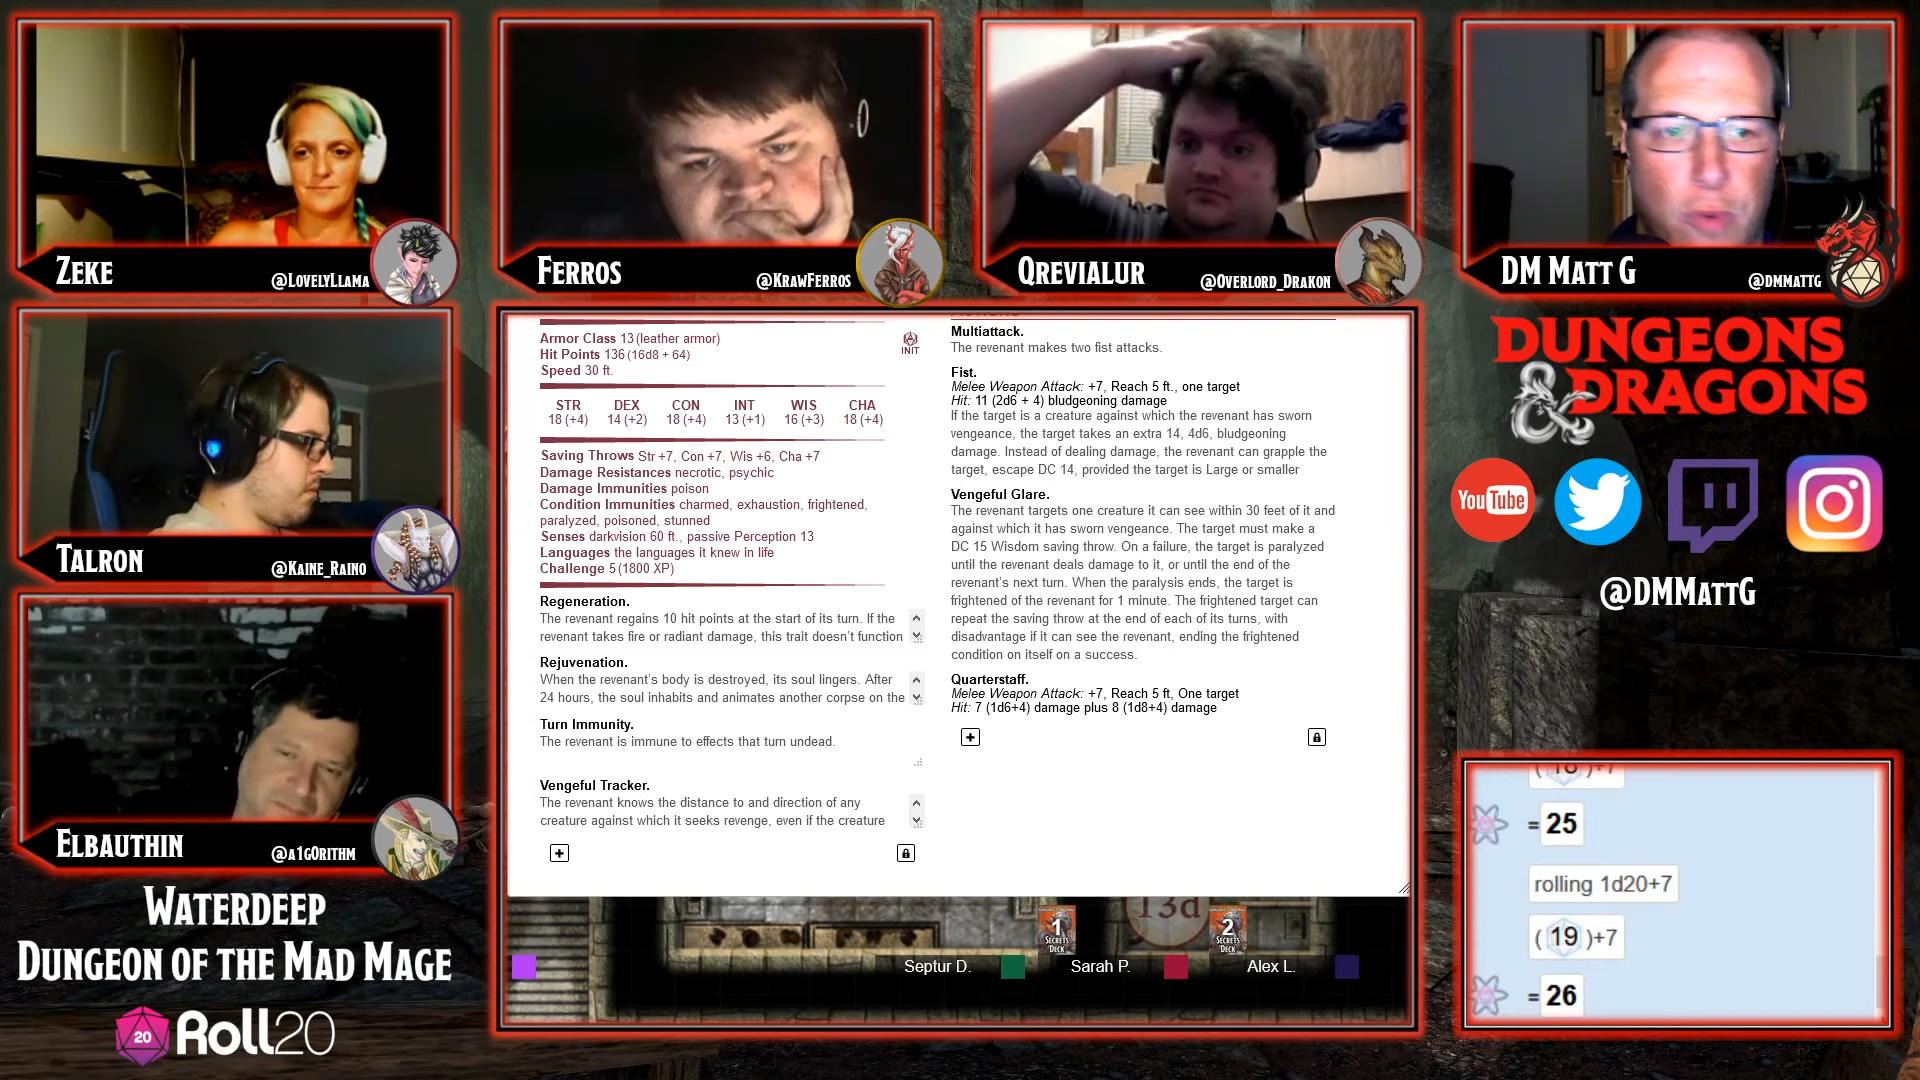 ZEKE
@LOVELYLLAMA
FERROS
@KRAWFERROS
QREVIALUR
@OVERLORD_DRAKON
DM MATT G
@DMMATTG
TALRON
@KAINE_RAINO
ELBAUTHIN
@A1G0RITHM
WATERDEEP
DUNGEON OF THE MAD MAGE
20
Roll20
Armor Class 13 (leather armor)
Hit Points 136 (16d8 + 64)
Speed 30 ft.
INIT
STR DEX CON INT WIS CHA
18 (+4) 14 (+2) 18 (+4) 13 (+1) 16 (+3) 18 (+4)
Saving Throws Str +7, Con +7, Wis +6, Cha +7
Damage Resistances necrotic, psychic
Damage Immunities poison
Condition Immunities charmed, exhaustion, frightened,
paralyzed, poisoned, stunned
Senses darkvision 60 ft., passive Perception 13
Languages the languages it knew in life
Challenge 5 (1800 XP)
Regeneration.
The revenant regains 10 hit points at the start of its turn. If the
revenant takes fire or radiant damage, this trait doesn't function
Rejuvenation.
When the revenant's body is destroyed, its soul lingers. After
24 hours, the soul inhabits and animates another corpse on the
Turn Immunity.
The revenant is immune to effects that turn undead.
Vengeful Tracker.
The revenant knows the distance to and direction of any
creature against which it seeks revenge, even if the creature
Multiattack.
The revenant makes two fist attacks.
Fist.
Melee Weapon Attack: +7, Reach 5 ft., one target
Hit: 11 (2d6 + 4) bludgeoning damage
If the target is a creature against which the revenant has sworn
vengeance, the target takes an extra 14, 4d6, bludgeoning
damage. Instead of dealing damage, the revenant can grapple the
target, escape DC 14, provided the target is Large or smaller
Vengeful Glare.
The revenant targets one creature it can see within 30 feet of it and
against which it has sworn vengeance. The target must make a
DC 15 Wisdom saving throw. On a failure, the target is paralyzed
until the revenant deals damage to it, or until the end of the
revenant's next turn. When the paralysis ends, the target is
frightened of the revenant for 1 minute. The frightened target can
repeat the saving throw at the end of each of its turns, with
disadvantage if it can see the revenant, ending the frightened
condition on itself on a success.
Quarterstaff.
Melee Weapon Attack: +7, Reach 5 ft, One target
Hit: 7 (1d6+4) damage plus 8 (1d8+4) damage
13d
1
SECRETS
DECK
2
SECRETS
DECK
Septur D.
Sarah P.
Alex L.
DUNGEONS
& DRAGONS
YouTube
@DMMATTG
(18)+7
= 25
rolling 1d20+7
(19)+7
= 26